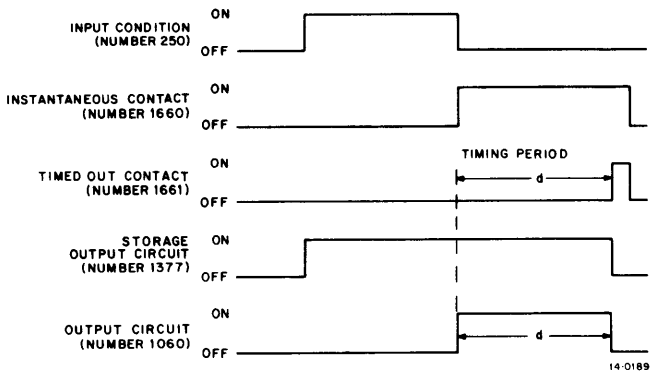 INPUT CONDITION
(NUMBER 250)
ON
OFF
INSTANTANEOUS CONTACT
(NUMBER 1660)
ON
OFF
TIMED OUT CONTACT
(NUMBER 1661)
ON
OFF
TIMING PERIOD
d
STORAGE
OUTPUT CIRCUIT
(NUMBER 1377)
ON
OFF
OUTPUT CIRCUIT
(NUMBER 1060)
ON
OFF
d
14-0189